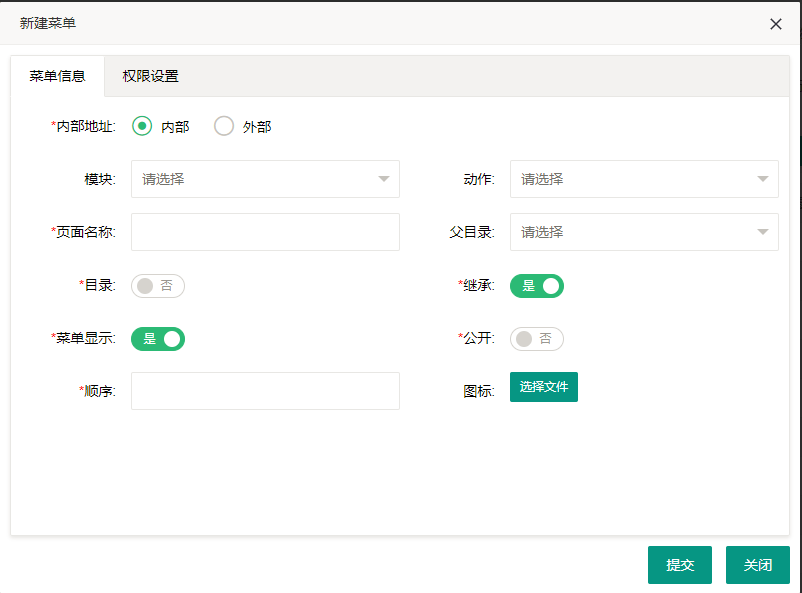 新建菜单
菜单信息 权限设置
*内部地址: 内部 外部
模块: 请选择 动作: 请选择
*页面名称: 父目录: 请选择
*目录: 否 *继承: 是
*菜单显示: 是 *公开: 否
*顺序: 图标: 选择文件
提交 关闭